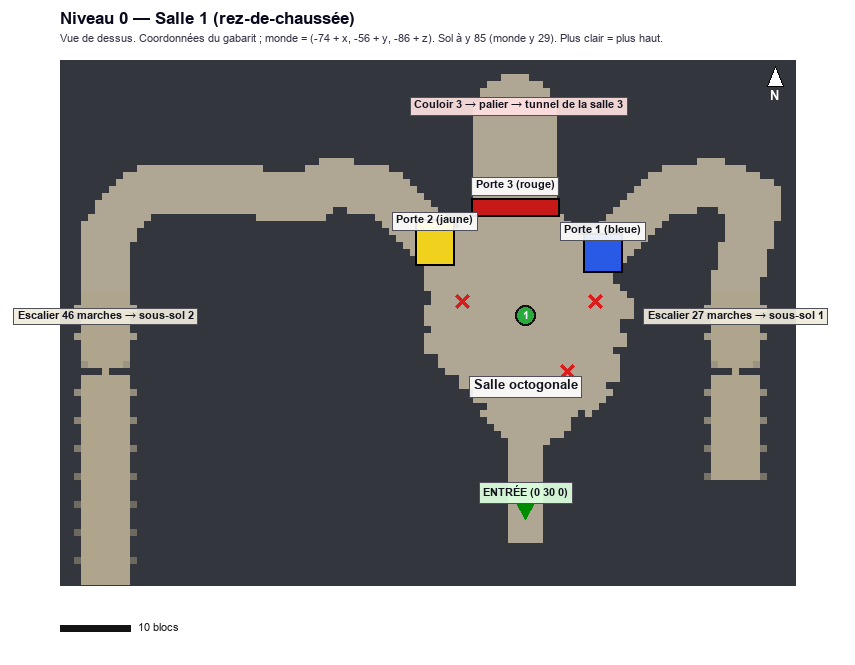 Niveau 0 — Salle 1 (rez-de-chaussée)
Vue de dessus. Coordonnées du gabarit ; monde = (-74 + x, -56 + y, -86 + z). Sol à y 85 (monde y 29). Plus clair = plus haut.
N
Couloir 3 → palier → tunnel de la salle 3
Porte 3 (rouge)
Porte 2 (jaune)
Porte 1 (bleue)
Escalier 46 marches → sous-sol 2
1
Escalier 27 marches → sous-sol 1
Salle octogonale
ENTRÉE (0 30 0)
10 blocs